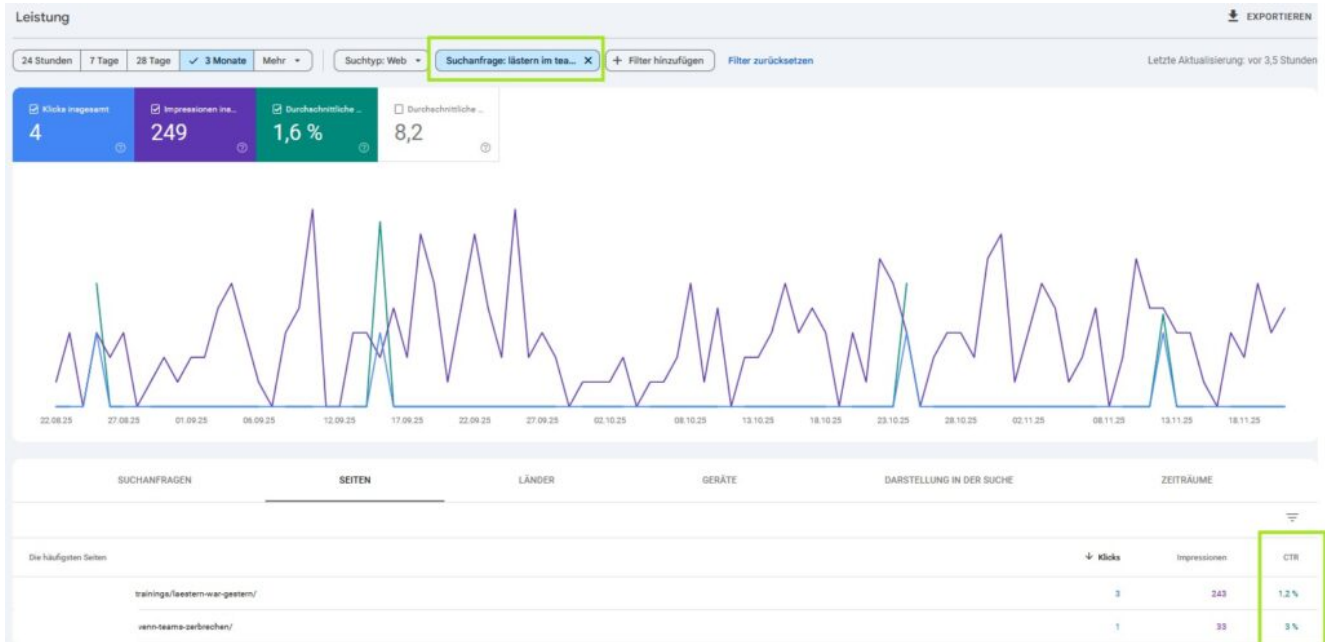 Leistung
EXPORTIEREN
24 Stunden 7 Tage 28 Tage 3 Monate Mehr Suchtyp: Web Suchanfrage: lästern im tea... X + Filter hinzufügen Filter zurücksetzen Letzte Aktualisierung: vor 3,5 Stunden
Klicks insgesamt Impressionen ins... Durchschnittliche ... Durchschnittliche ...
4 249 1,6 % 8,2
22.08.25 27.08.25 01.09.25 06.09.25 12.09.25 17.09.25 22.09.25 27.09.25 02.10.25 08.10.25 13.10.25 18.10.25 23.10.25 28.10.25 02.11.25 08.11.25 13.11.25 18.11.25
SUCHANFRAGEN SEITEN LÄNDER GERÄTE DARSTELLUNG IN DER SUCHE ZEITRÄUME
Die häufigsten Seiten Klicks Impressionen CTR
trainings/laestern-war-gestern/ 3 243 1,2 %
venn-teams-zerbrechen/ 1 33 3 %